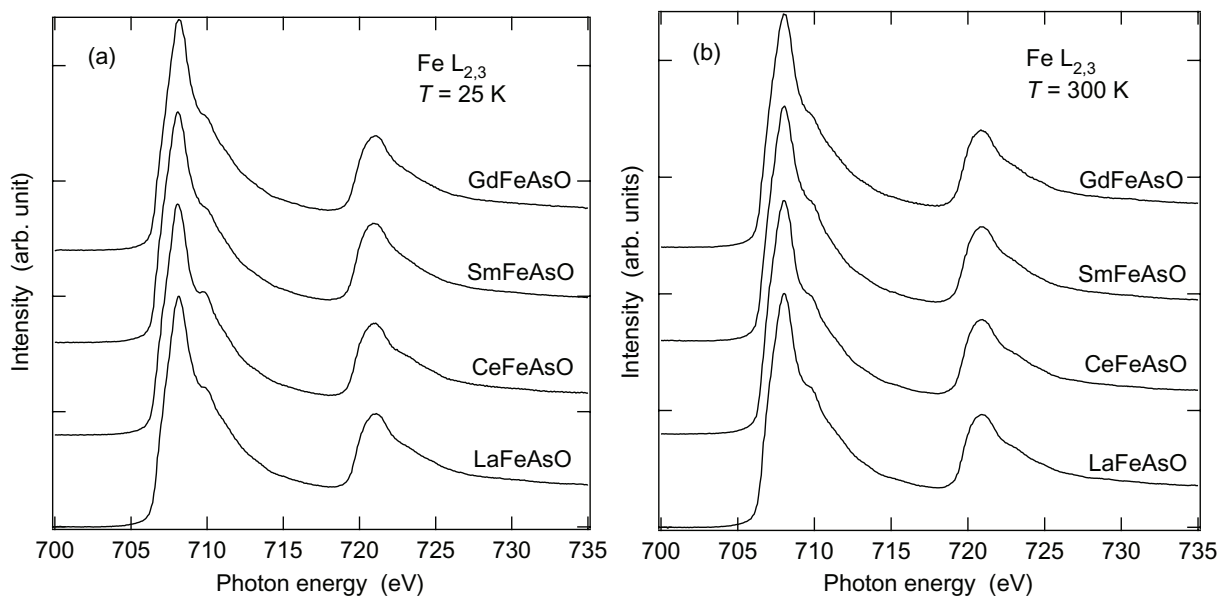 (a)
Fe L2,3
T = 25 K
GdFeAsO
SmFeAsO
CeFeAsO
LaFeAsO
Intensity (arb. unit)
700 705 710 715 720 725 730 735
Photon energy (eV)
(b)
Fe L2,3
T = 300 K
GdFeAsO
SmFeAsO
CeFeAsO
LaFeAsO
Intensity (arb. units)
700 705 710 715 720 725 730 735
Photon energy (eV)